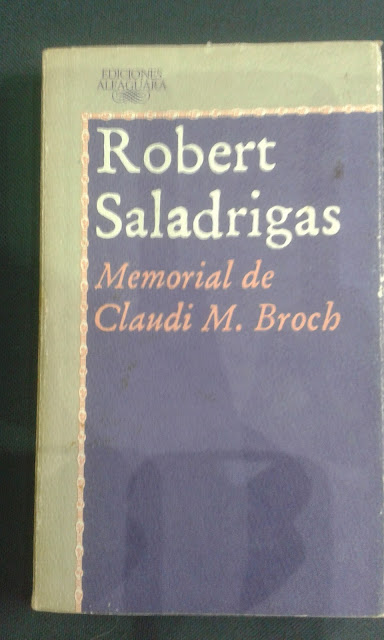 EDICIONES
ALFAGUARA
Robert
Saladrigas
Memorial de
Claudi M. Broch